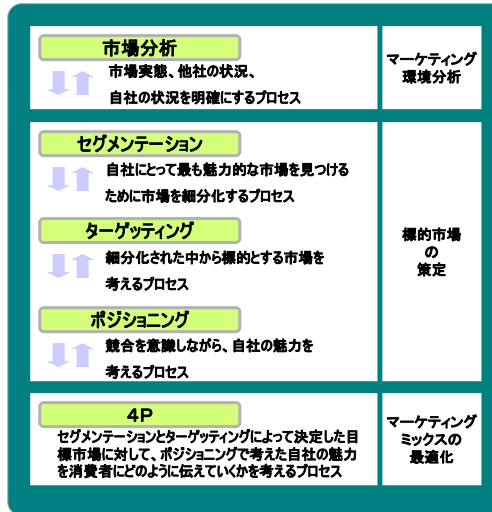 市場分析
市場実態、他社の状況、
自社の状況を明確にするプロセス
マーケティング
環境分析
セグメンテーション
自社にとって最も魅力的な市場を見つける
ために市場を細分化するプロセス
ターゲッティング
細分化された中から標的とする市場を
考えるプロセス
ポジショニング
競合を意識しながら、自社の魅力を
考えるプロセス
標的市場
の
策定
4P
セグメンテーションとターゲッティングによって決定した目
標市場に対して、ポジショニングで考えた自社の魅力
を消費者にどのように伝えていくかを考えるプロセス
マーケティング
ミックスの
最適化